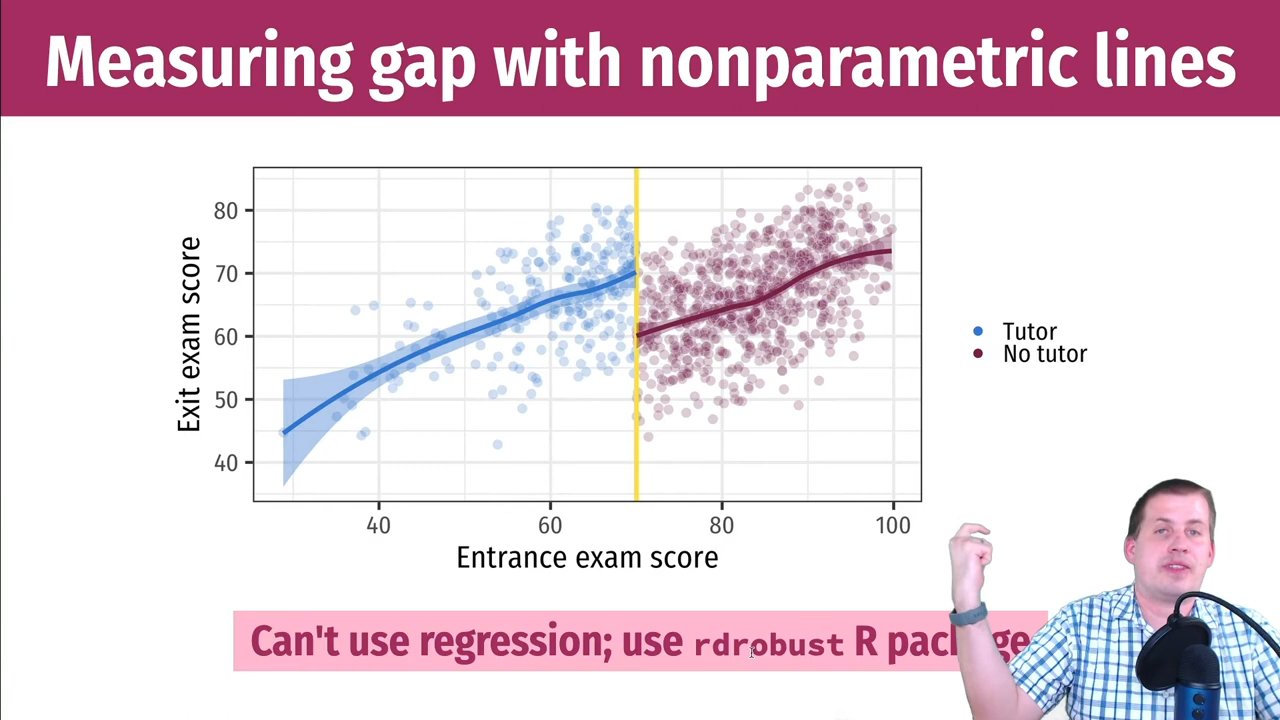 Measuring gap with nonparametric lines
80
70
60
50
40
Exit exam score
40 60 80 100
Entrance exam score
Tutor
No tutor
Can't use regression; use rdrobust R